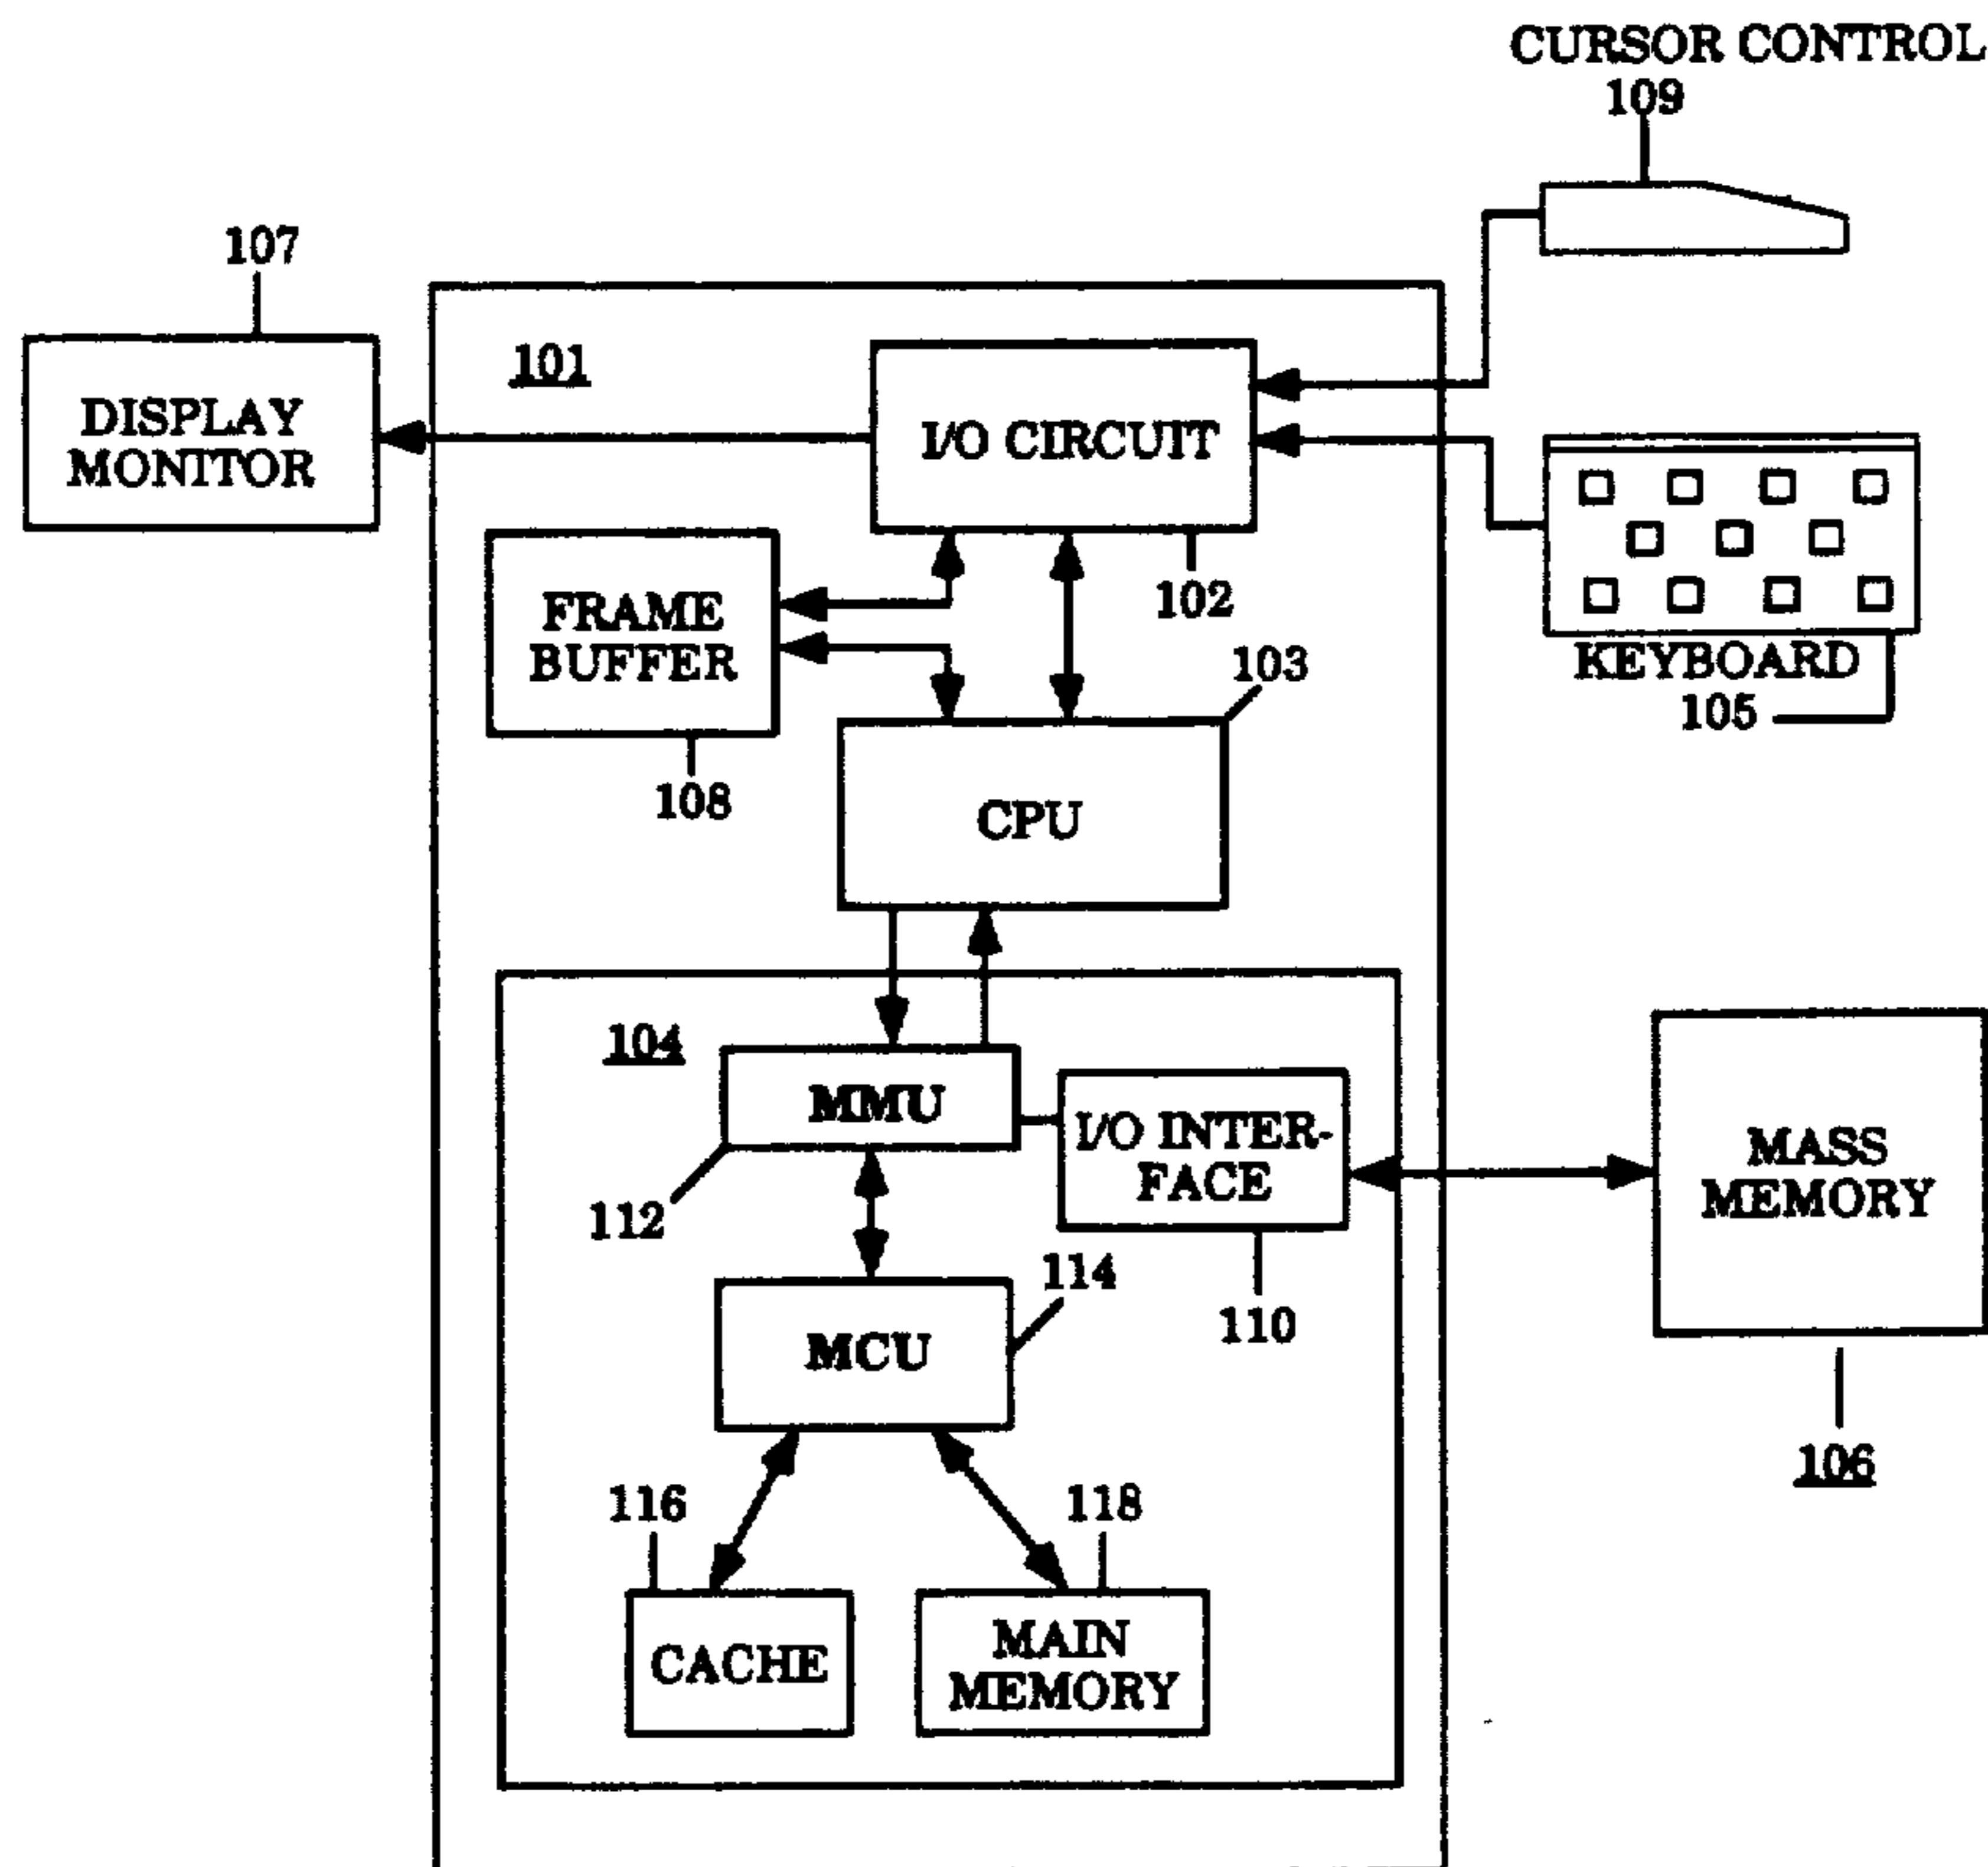 CURSOR CONTROL
109
107
101
DISPLAY
MONITOR
I/O CIRCUIT
102
FRAME
BUFFER
108
103
KEYBOARD
105
CPU
104
MMU
112
I/O INTER-
FACE
110
MASS
MEMORY
106
114
MCU
116
118
CACHE
MAIN
MEMORY